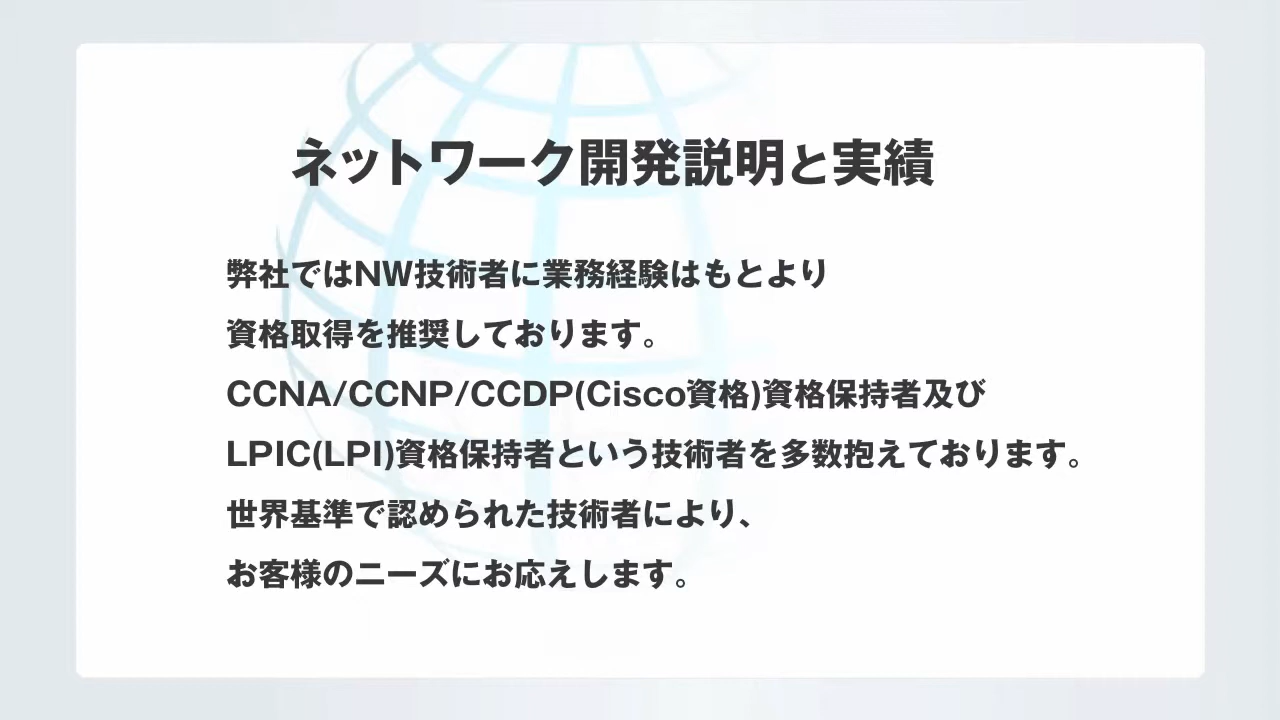 ネットワーク開発説明と実績
弊社ではNW技術者に業務経験はもとより
資格取得を推奨しております。
CCNA/CCNP/CCDP(Cisco資格)資格保持者及び
LPIC(LPI)資格保持者という技術者を多数抱えております。
世界基準で認められた技術者により、
お客様のニーズにお応えします。